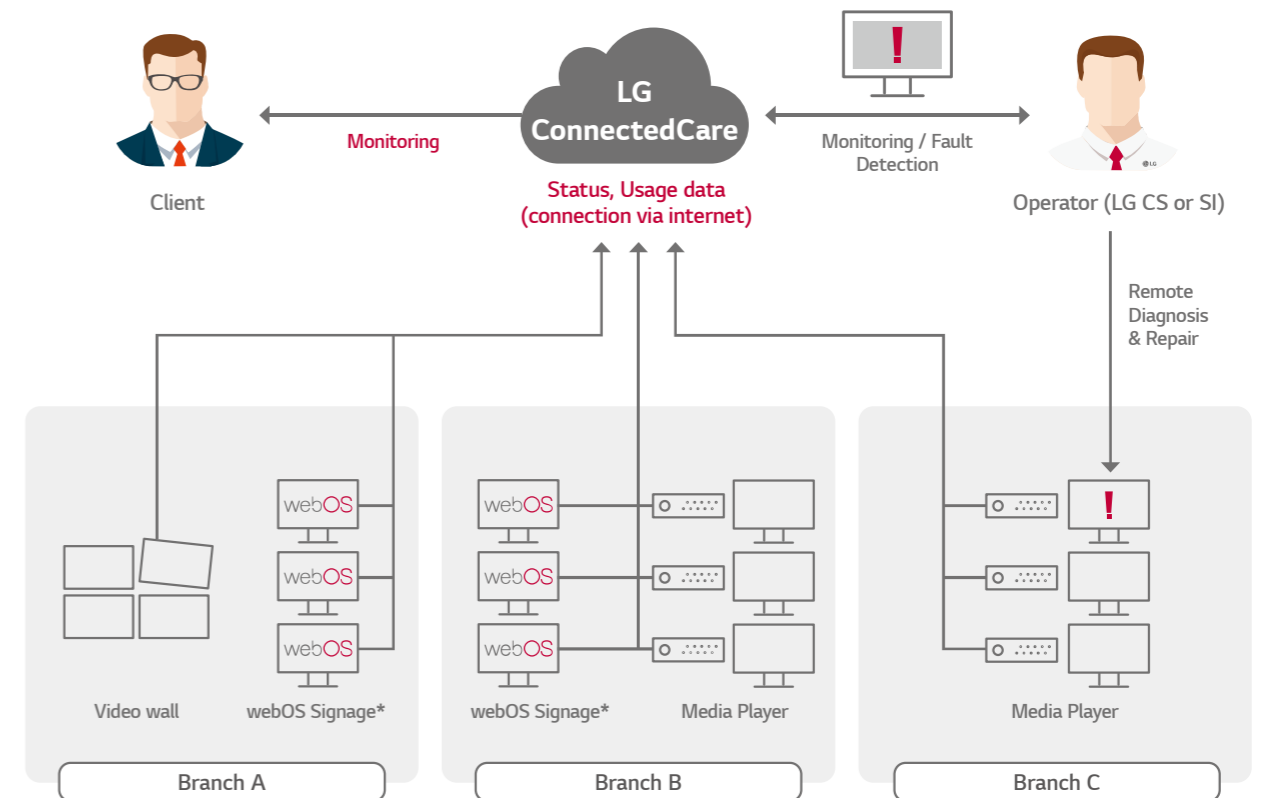 LG
ConnectedCare
!
Monitoring
Monitoring / Fault
Detection
LG
Client
Status, Usage data
(connection via internet)
Operator (LG CS or SI)
Remote
Diagnosis
& Repair
webOS
webOS
webOS
webOS
webOS
webOS
!
Video wall
webOS Signage*
webOS Signage*
Media Player
Media Player
Branch A
Branch B
Branch C